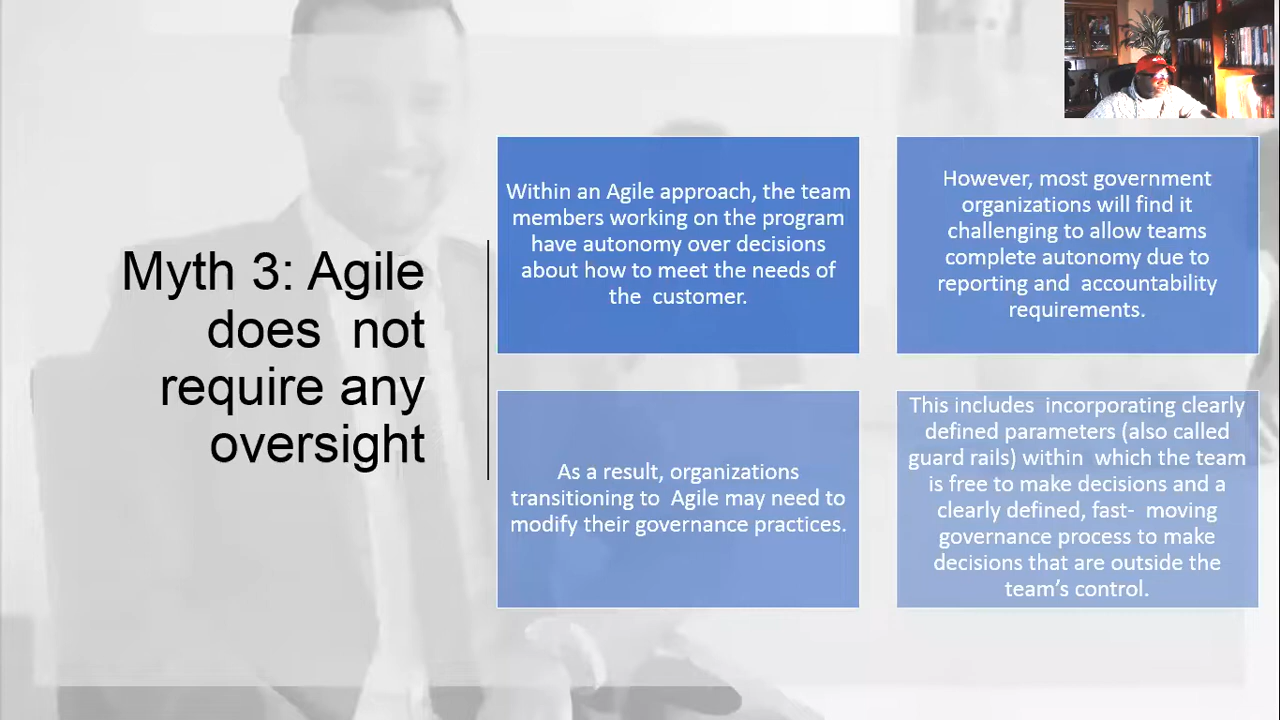 Myth 3: Agile
does  not
require any
oversight
Within an Agile approach, the team
members working on the program
have autonomy over decisions
about how to meet the needs of
the  customer.
However, most government
organizations will find it
challenging to allow teams
complete autonomy due to
reporting and  accountability
requirements.
As a result, organizations
transitioning to  Agile may need to
modify their governance practices.
This includes  incorporating clearly
defined parameters (also called
guard rails) within  which the team
is free to make decisions and a
clearly defined, fast-  moving
governance process to make
decisions that are outside the
team's control.